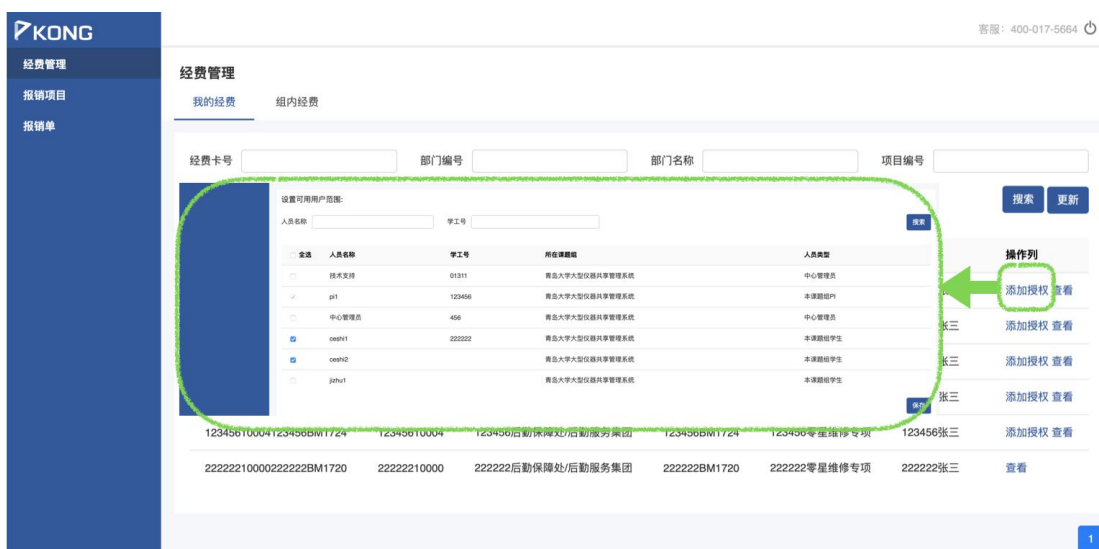 PKONG
客服：400-017-5664
经费管理
报销项目
报销单
经费管理
我的经费 组内经费
经费卡号 部门编号 部门名称 项目编号
搜索 更新
设置可用用户范围:
人员名称 学工号 搜索
全选 人员名称 学工号 所在课题组 人员类型
技术支持 01311 青岛大学大型仪器共享管理系统 中心管理员
pi1 123456 青岛大学大型仪器共享管理系统 本课题组PI
中心管理员 456 青岛大学大型仪器共享管理系统 中心管理员
ceshi1 222222 青岛大学大型仪器共享管理系统 本课题组学生
ceshi2 青岛大学大型仪器共享管理系统 本课题组学生
jizhu1 青岛大学大型仪器共享管理系统 本课题组学生
保存
操作列
添加授权 查看
张三 添加授权 查看
张三 添加授权 查看
张三 添加授权 查看
12345610004123456BM1724 12345610004 123456后勤保障处/后勤服务集团 123456BM1724 123456零星维修专项 123456张三 添加授权 查看
22222210000222222BM1720 22222210000 222222后勤保障处/后勤服务集团 222222BM1720 222222零星维修专项 222222张三 查看
1